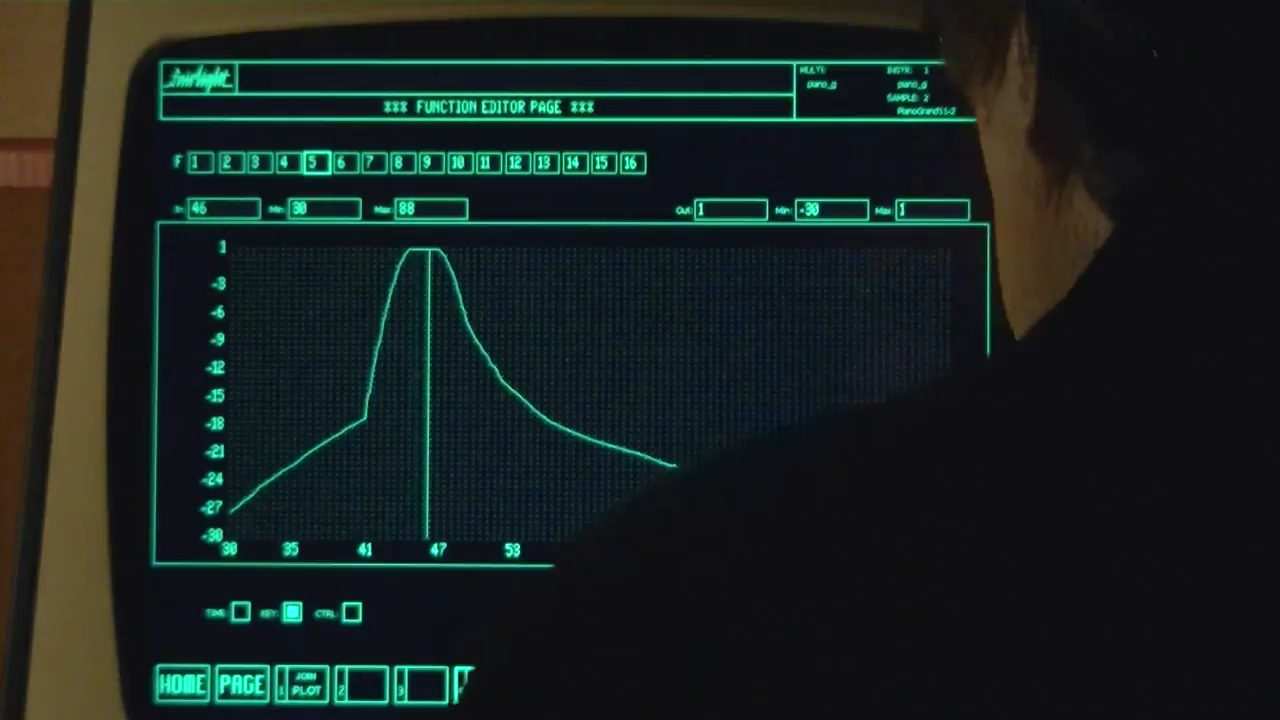 fairlight
MULTI: INSTR: 1
piano_g piano_g
SAMPLE: 2
*** FUNCTION EDITOR PAGE ***
F 1 2 3 4 5 6 7 8 9 10 11 12 13 14 15 16
In: 46 Min: 30 Max: 88 Out: 1 Min: -30 Max: 1
1
-3
-6
-9
-12
-15
-18
-21
-24
-27
-30
30 35 41 47 53
TIME: KEY: CTRL:
HOME PAGE 1 JOIN PLOT 2 3